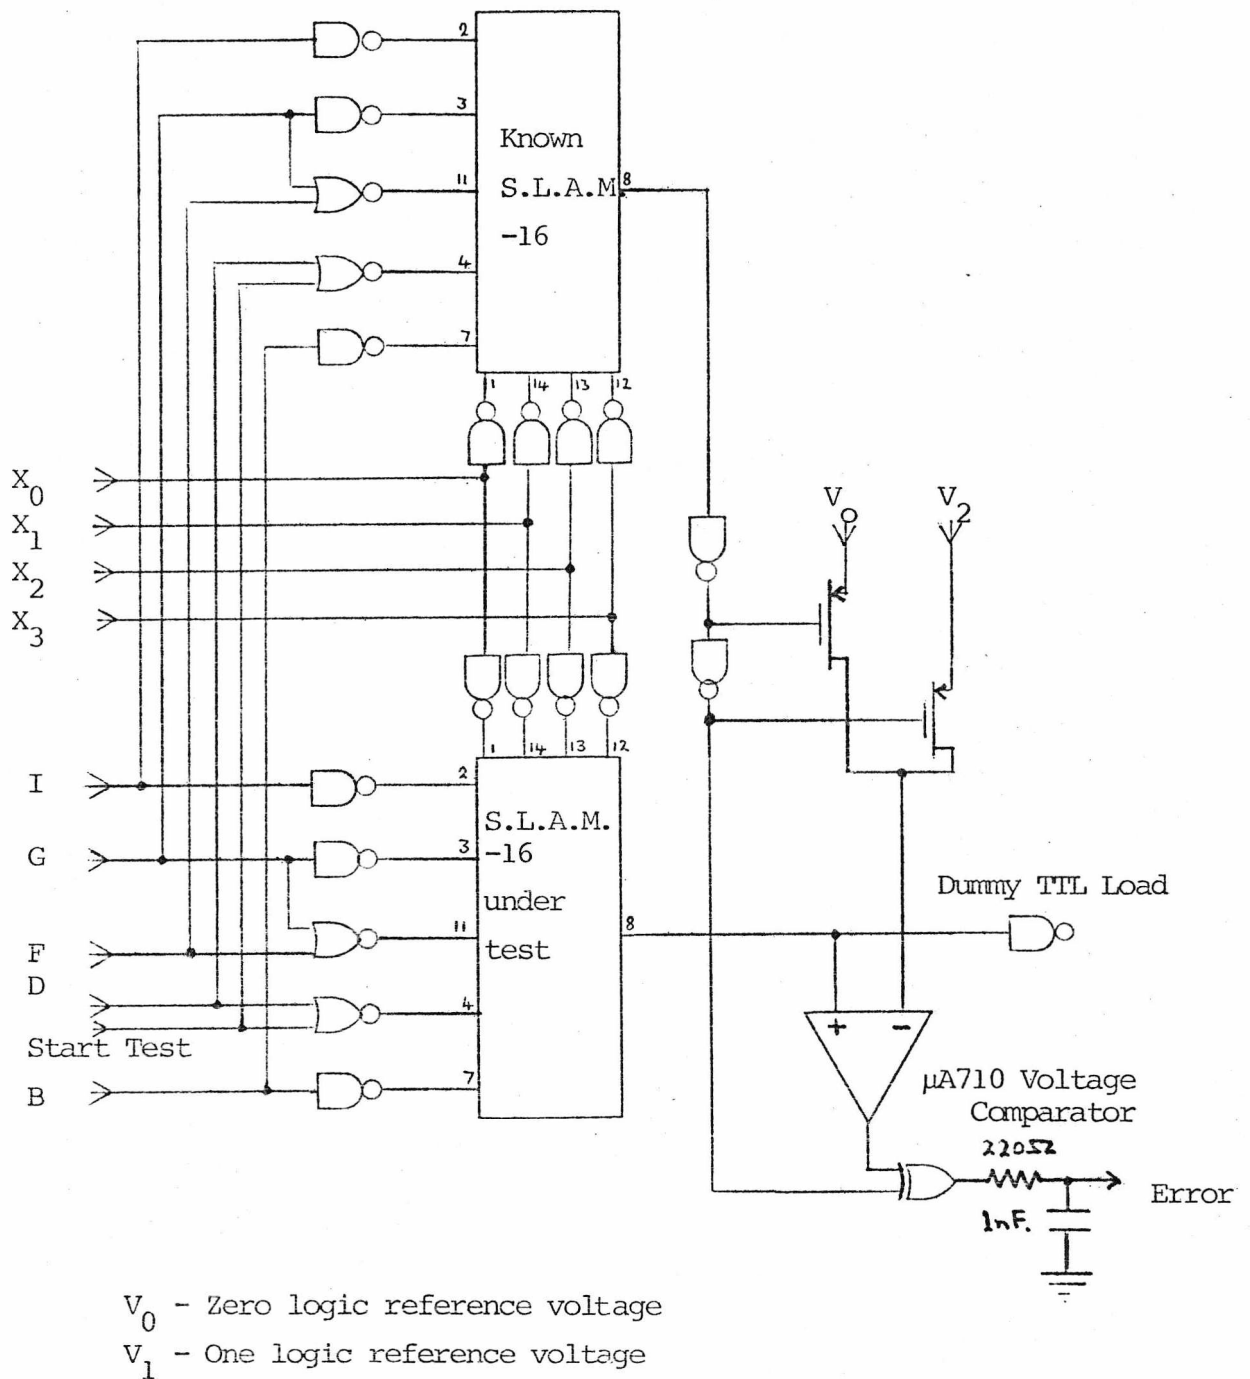 2
3
Known
11
S.L.A.M.
8
-16
4
7
1 14 13 12
X0
X1
X2
X3
V0 V2
1 14 13 12
I
2
S.L.A.M.
G
3
-16
under
Dummy TTL Load
11
8
test
F
D
4
Start Test
B
7
+ -
µA710 Voltage
Comparator
220Ω
Error
1nF.
V0 - Zero logic reference voltage
V1 - One logic reference voltage